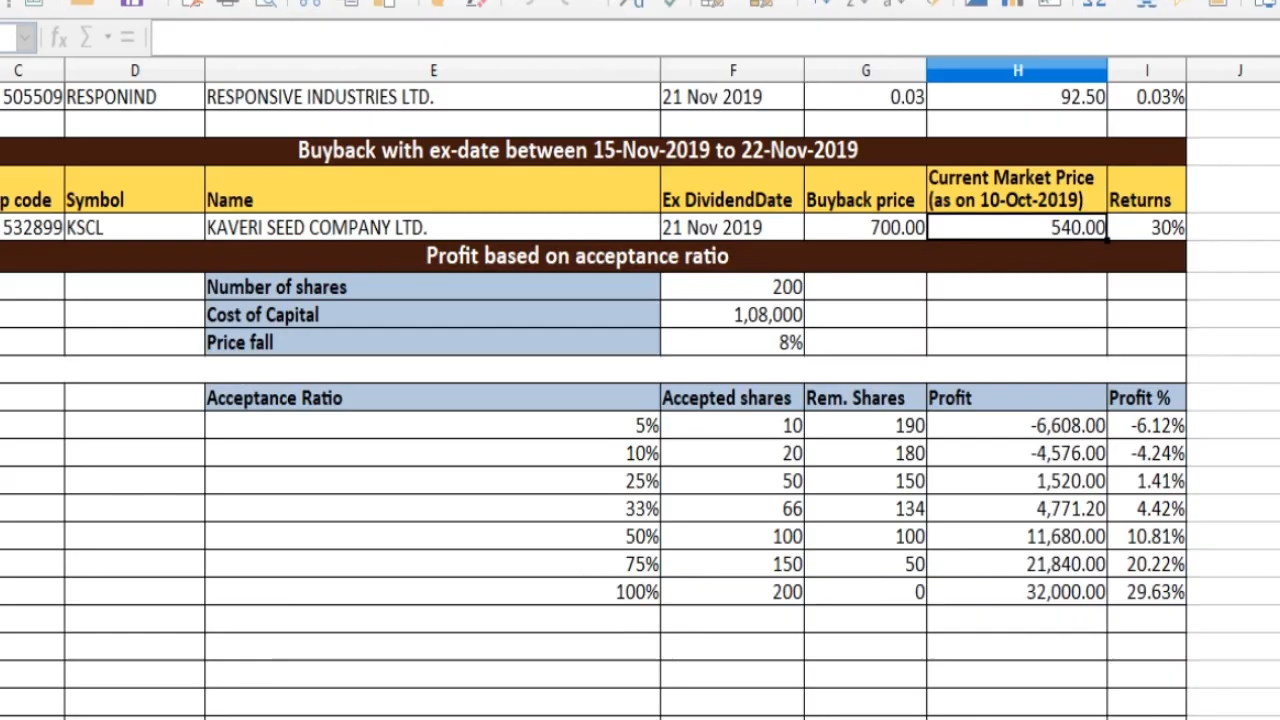 C D E F G H I J
505509 RESPONIND RESPONSIVE INDUSTRIES LTD. 21 Nov 2019 0.03 92.50 0.03%
Buyback with ex-date between 15-Nov-2019 to 22-Nov-2019
p code Symbol Name Ex DividendDate Buyback price Current Market Price (as on 10-Oct-2019) Returns
532899 KSCL KAVERI SEED COMPANY LTD. 21 Nov 2019 700.00 540.00 30%
Profit based on acceptance ratio
Number of shares 200
Cost of Capital 1,08,000
Price fall 8%
Acceptance Ratio Accepted shares Rem. Shares Profit Profit %
5% 10 190 -6,608.00 -6.12%
10% 20 180 -4,576.00 -4.24%
25% 50 150 1,520.00 1.41%
33% 66 134 4,771.20 4.42%
50% 100 100 11,680.00 10.81%
75% 150 50 21,840.00 20.22%
100% 200 0 32,000.00 29.63%